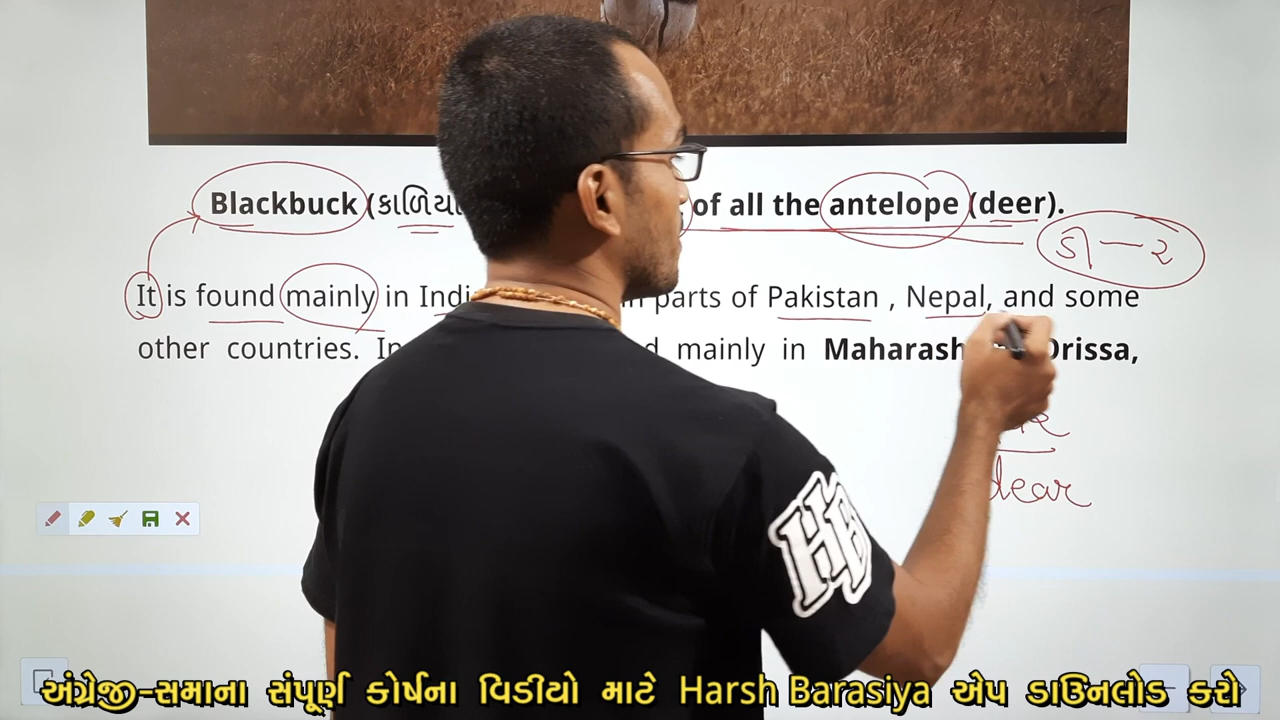 Blackbuck (કાળિયા of all the antelope (deer).
ડા — ૨
It is found mainly in Indi parts of Pakistan , Nepal, and some
other countries. In mainly in Maharash Orissa,
dear
HB
અંગ્રેજી-સમાના સંપૂર્ણ કોર્ષના વિડીયો માટે Harsh Barasiya એપ ડાઉનલોડ કરો